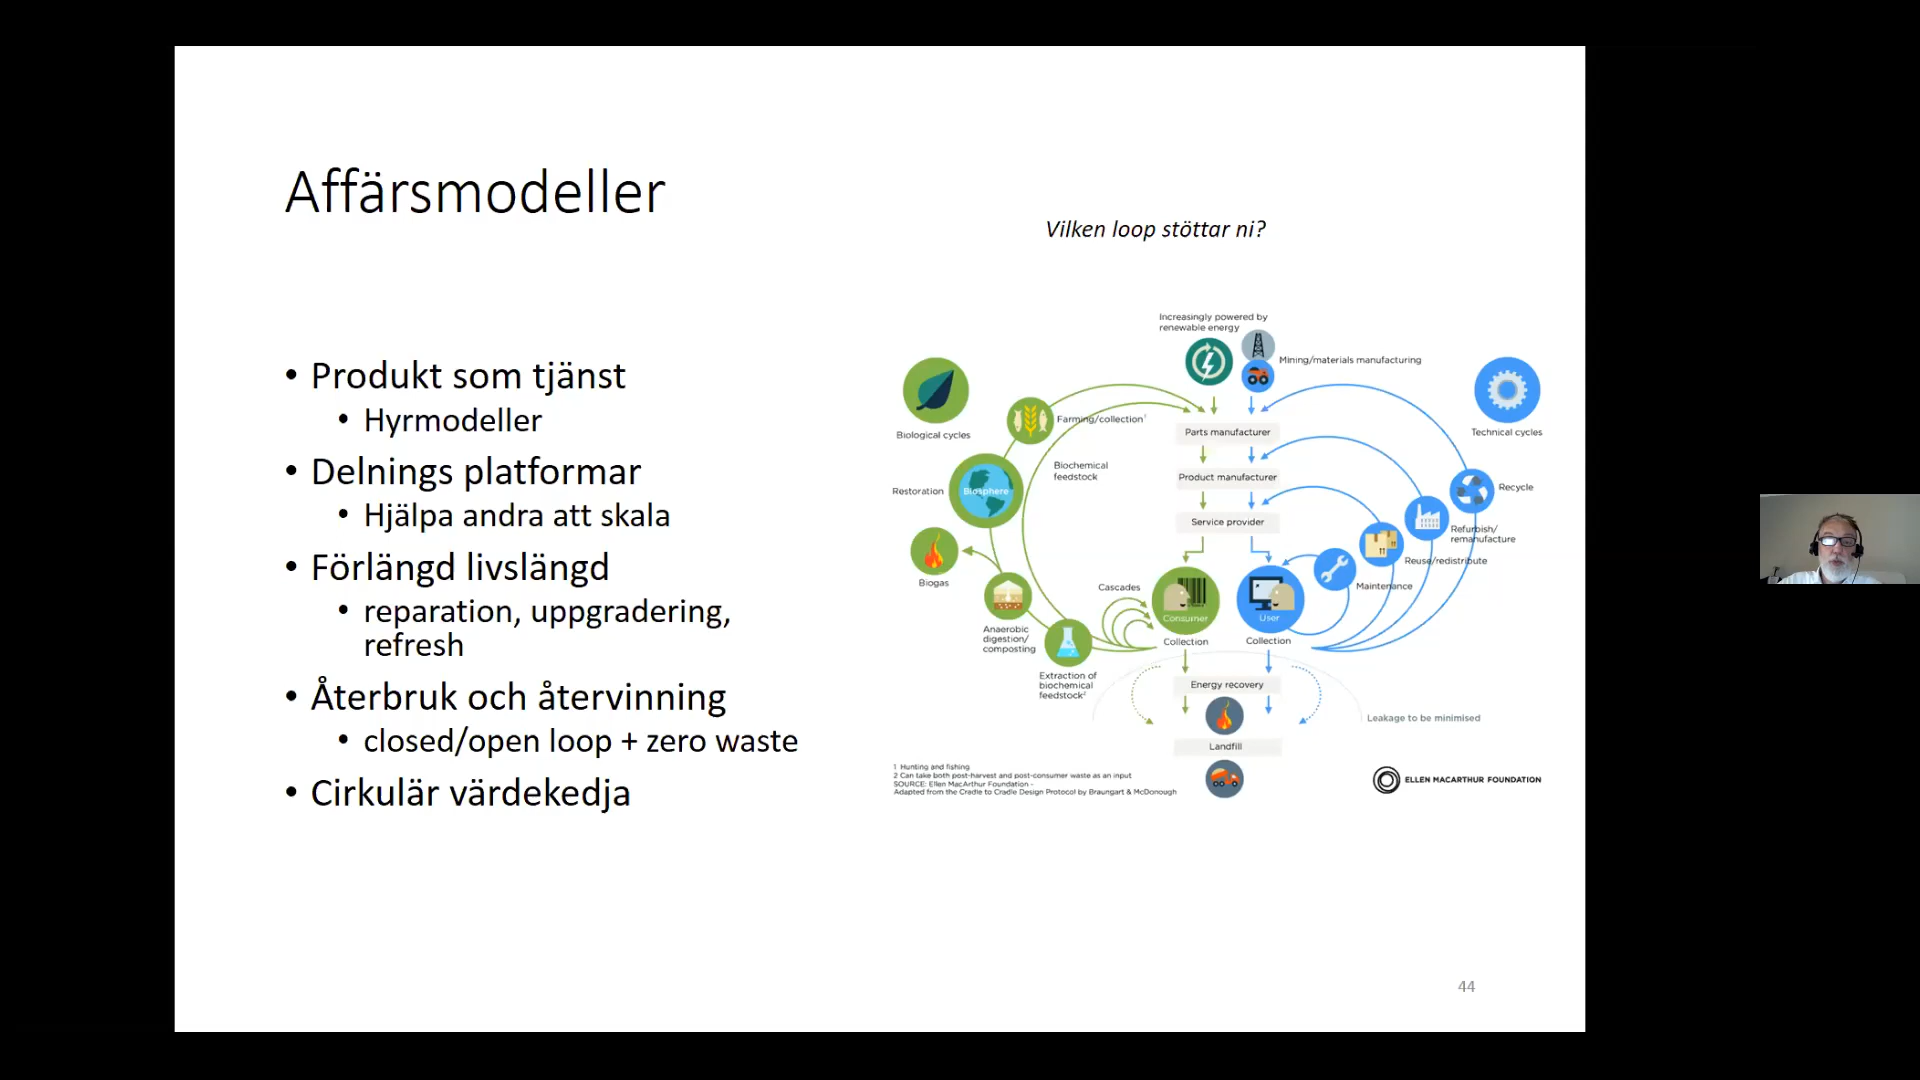 Affärsmodeller
Vilken loop stöttar ni?
• Produkt som tjänst
• Hyrmodeller
• Delnings platformar
• Hjälpa andra att skala
• Förlängd livslängd
• reparation, uppgradering,
refresh
• Återbruk och återvinning
• closed/open loop + zero waste
• Cirkulär värdekedja
Increasingly powered by
renewable energy
Mining/materials manufacturing
Biological cycles
Farming/collection1
Technical cycles
Parts manufacturer
Biochemical
feedstock
Product manufacturer
Restoration
Biosphere
Recycle
Service provider
Refurbish/
remanufacture
Reuse/redistribute
Biogas
Cascades
Maintenance
Consumer
User
Anaerobic
digestion/
composting
Collection
Collection
Extraction of
biochemical
feedstock2
Energy recovery
Leakage to be minimised
Landfill
1 Hunting and fishing
2 Can take both post-harvest and post-consumer waste as an input
SOURCE: Ellen MacArthur Foundation -
Adapted from the Cradle to Cradle Design Protocol by Braungart & McDonough
ELLEN MACARTHUR FOUNDATION
44